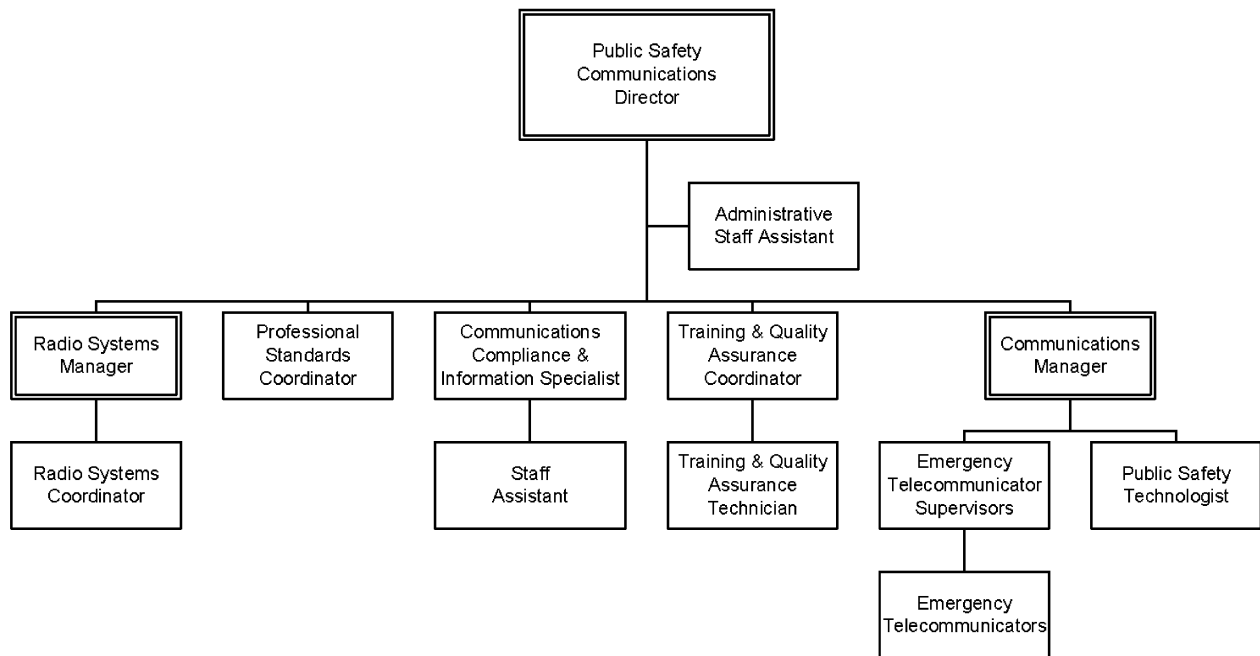 Public Safety
Communications
Director
Administrative
Staff Assistant
Radio Systems
Manager
Professional
Standards
Coordinator
Communications
Compliance &
Information Specialist
Training & Quality
Assurance
Coordinator
Communications
Manager
Radio Systems
Coordinator
Staff
Assistant
Training & Quality
Assurance
Technician
Emergency
Telecommunicator
Supervisors
Public Safety
Technologist
Emergency
Telecommunicators